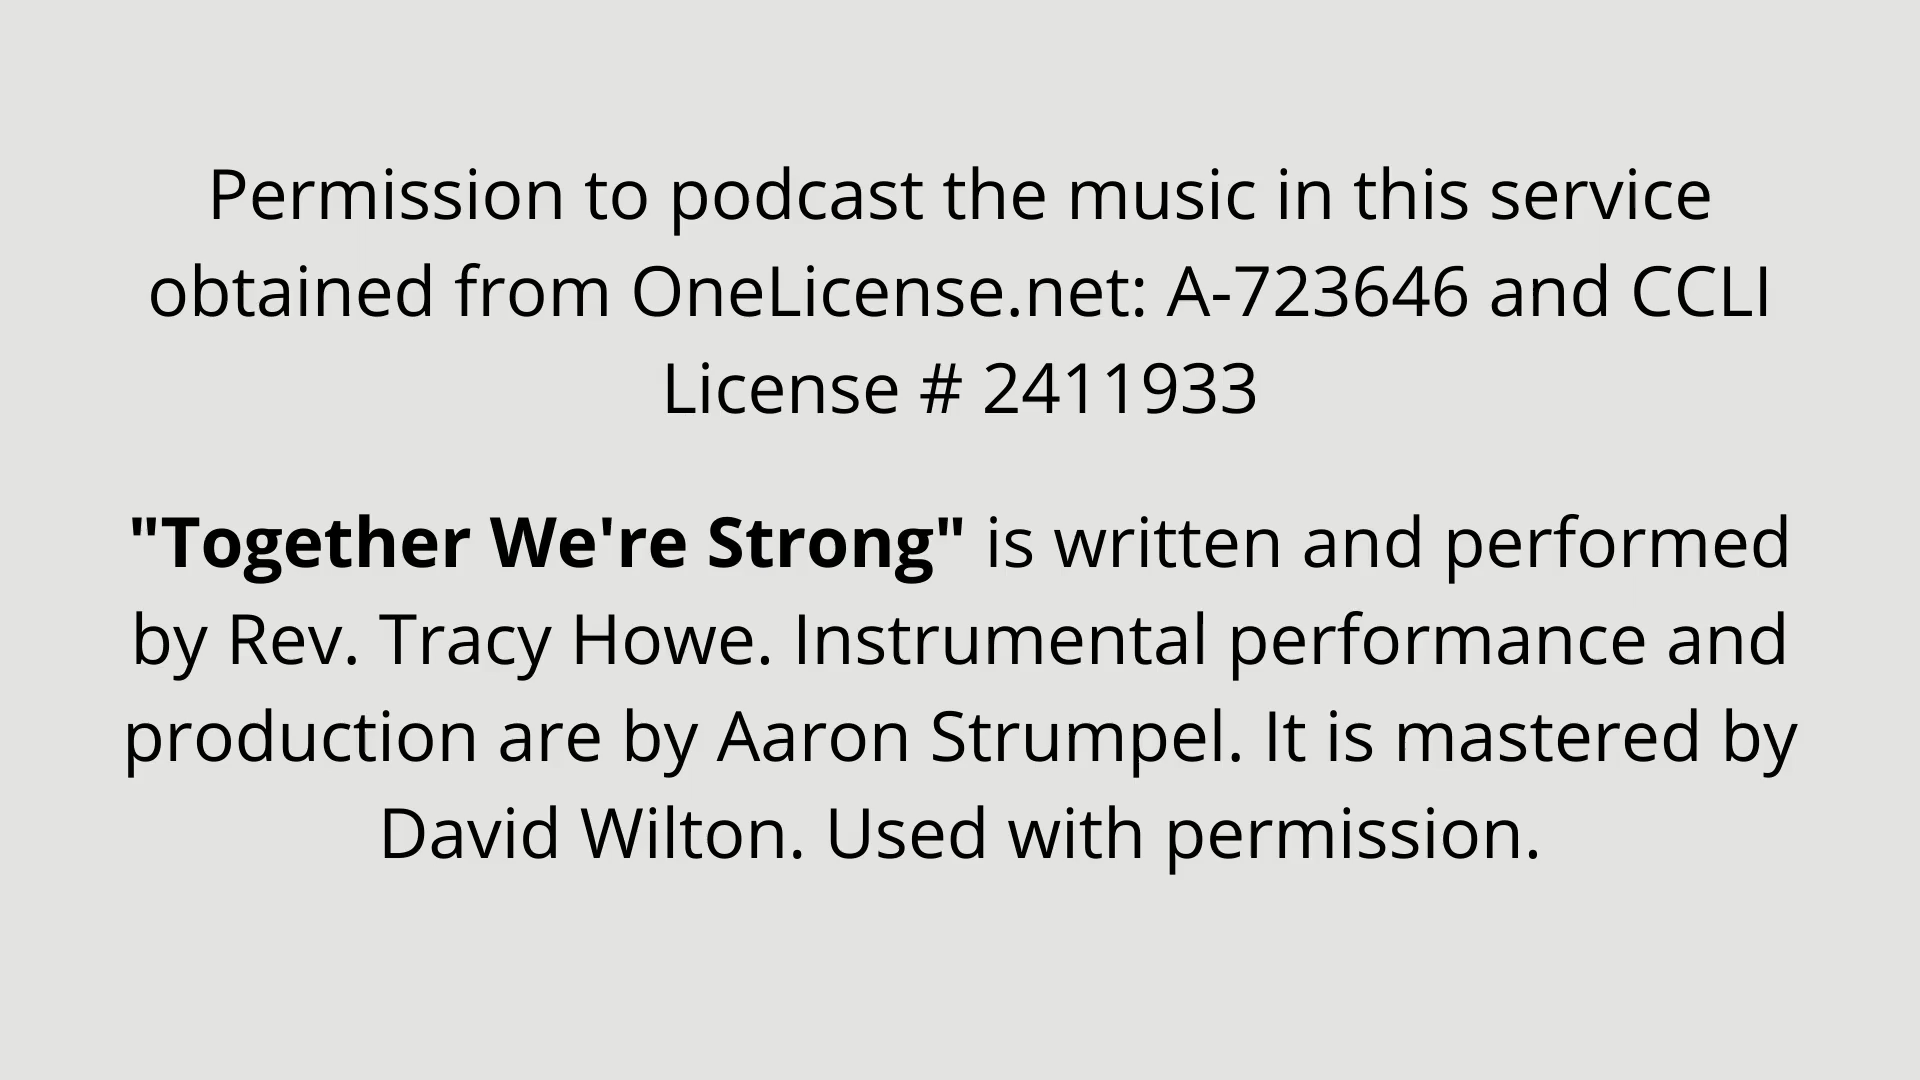 Permission to podcast the music in this service
obtained from OneLicense.net: A-723646 and CCLI
License # 2411933
"Together We're Strong" is written and performed
by Rev. Tracy Howe. Instrumental performance and
production are by Aaron Strumpel. It is mastered by
David Wilton. Used with permission.